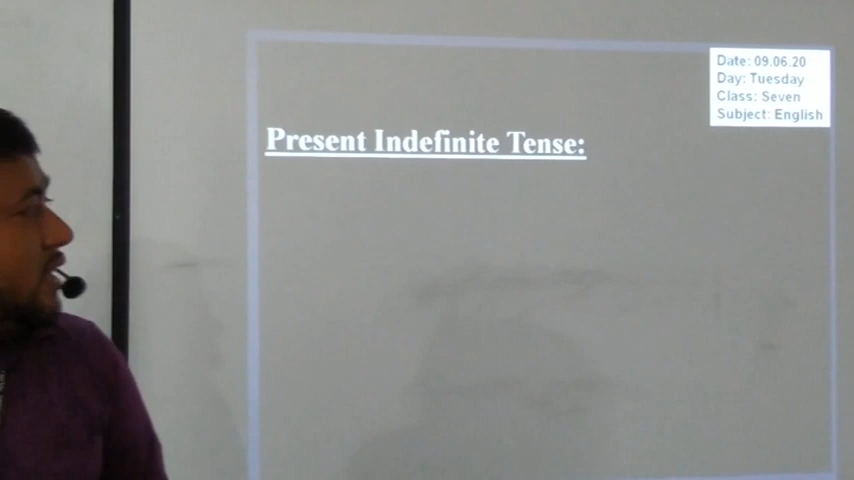 Date: 09.06.20
Day: Tuesday
Class: Seven
Subject: English
Present Indefinite Tense: